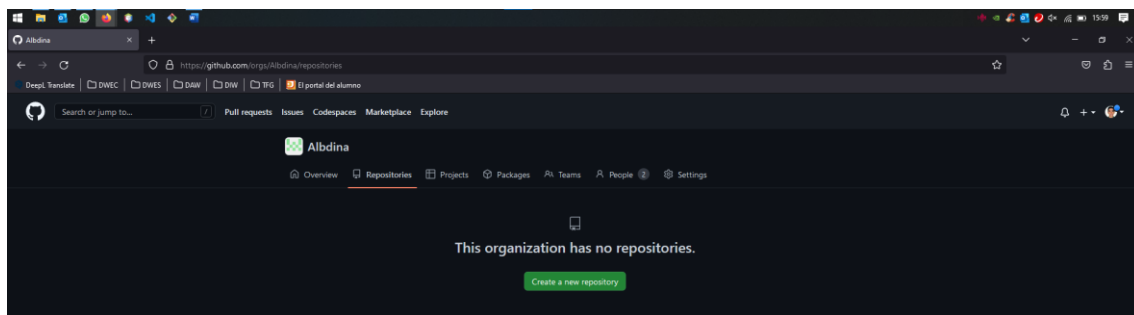 15:59
Albdina
https://github.com/orgs/Albdina/repositories
DeepL Translate DWEC DWES DAW DIW TFG El portal del alumno
Search or jump to... / Pull requests Issues Codespaces Marketplace Explore
Albdina
Overview Repositories Projects Packages Teams People 2 Settings
This organization has no repositories.
Create a new repository